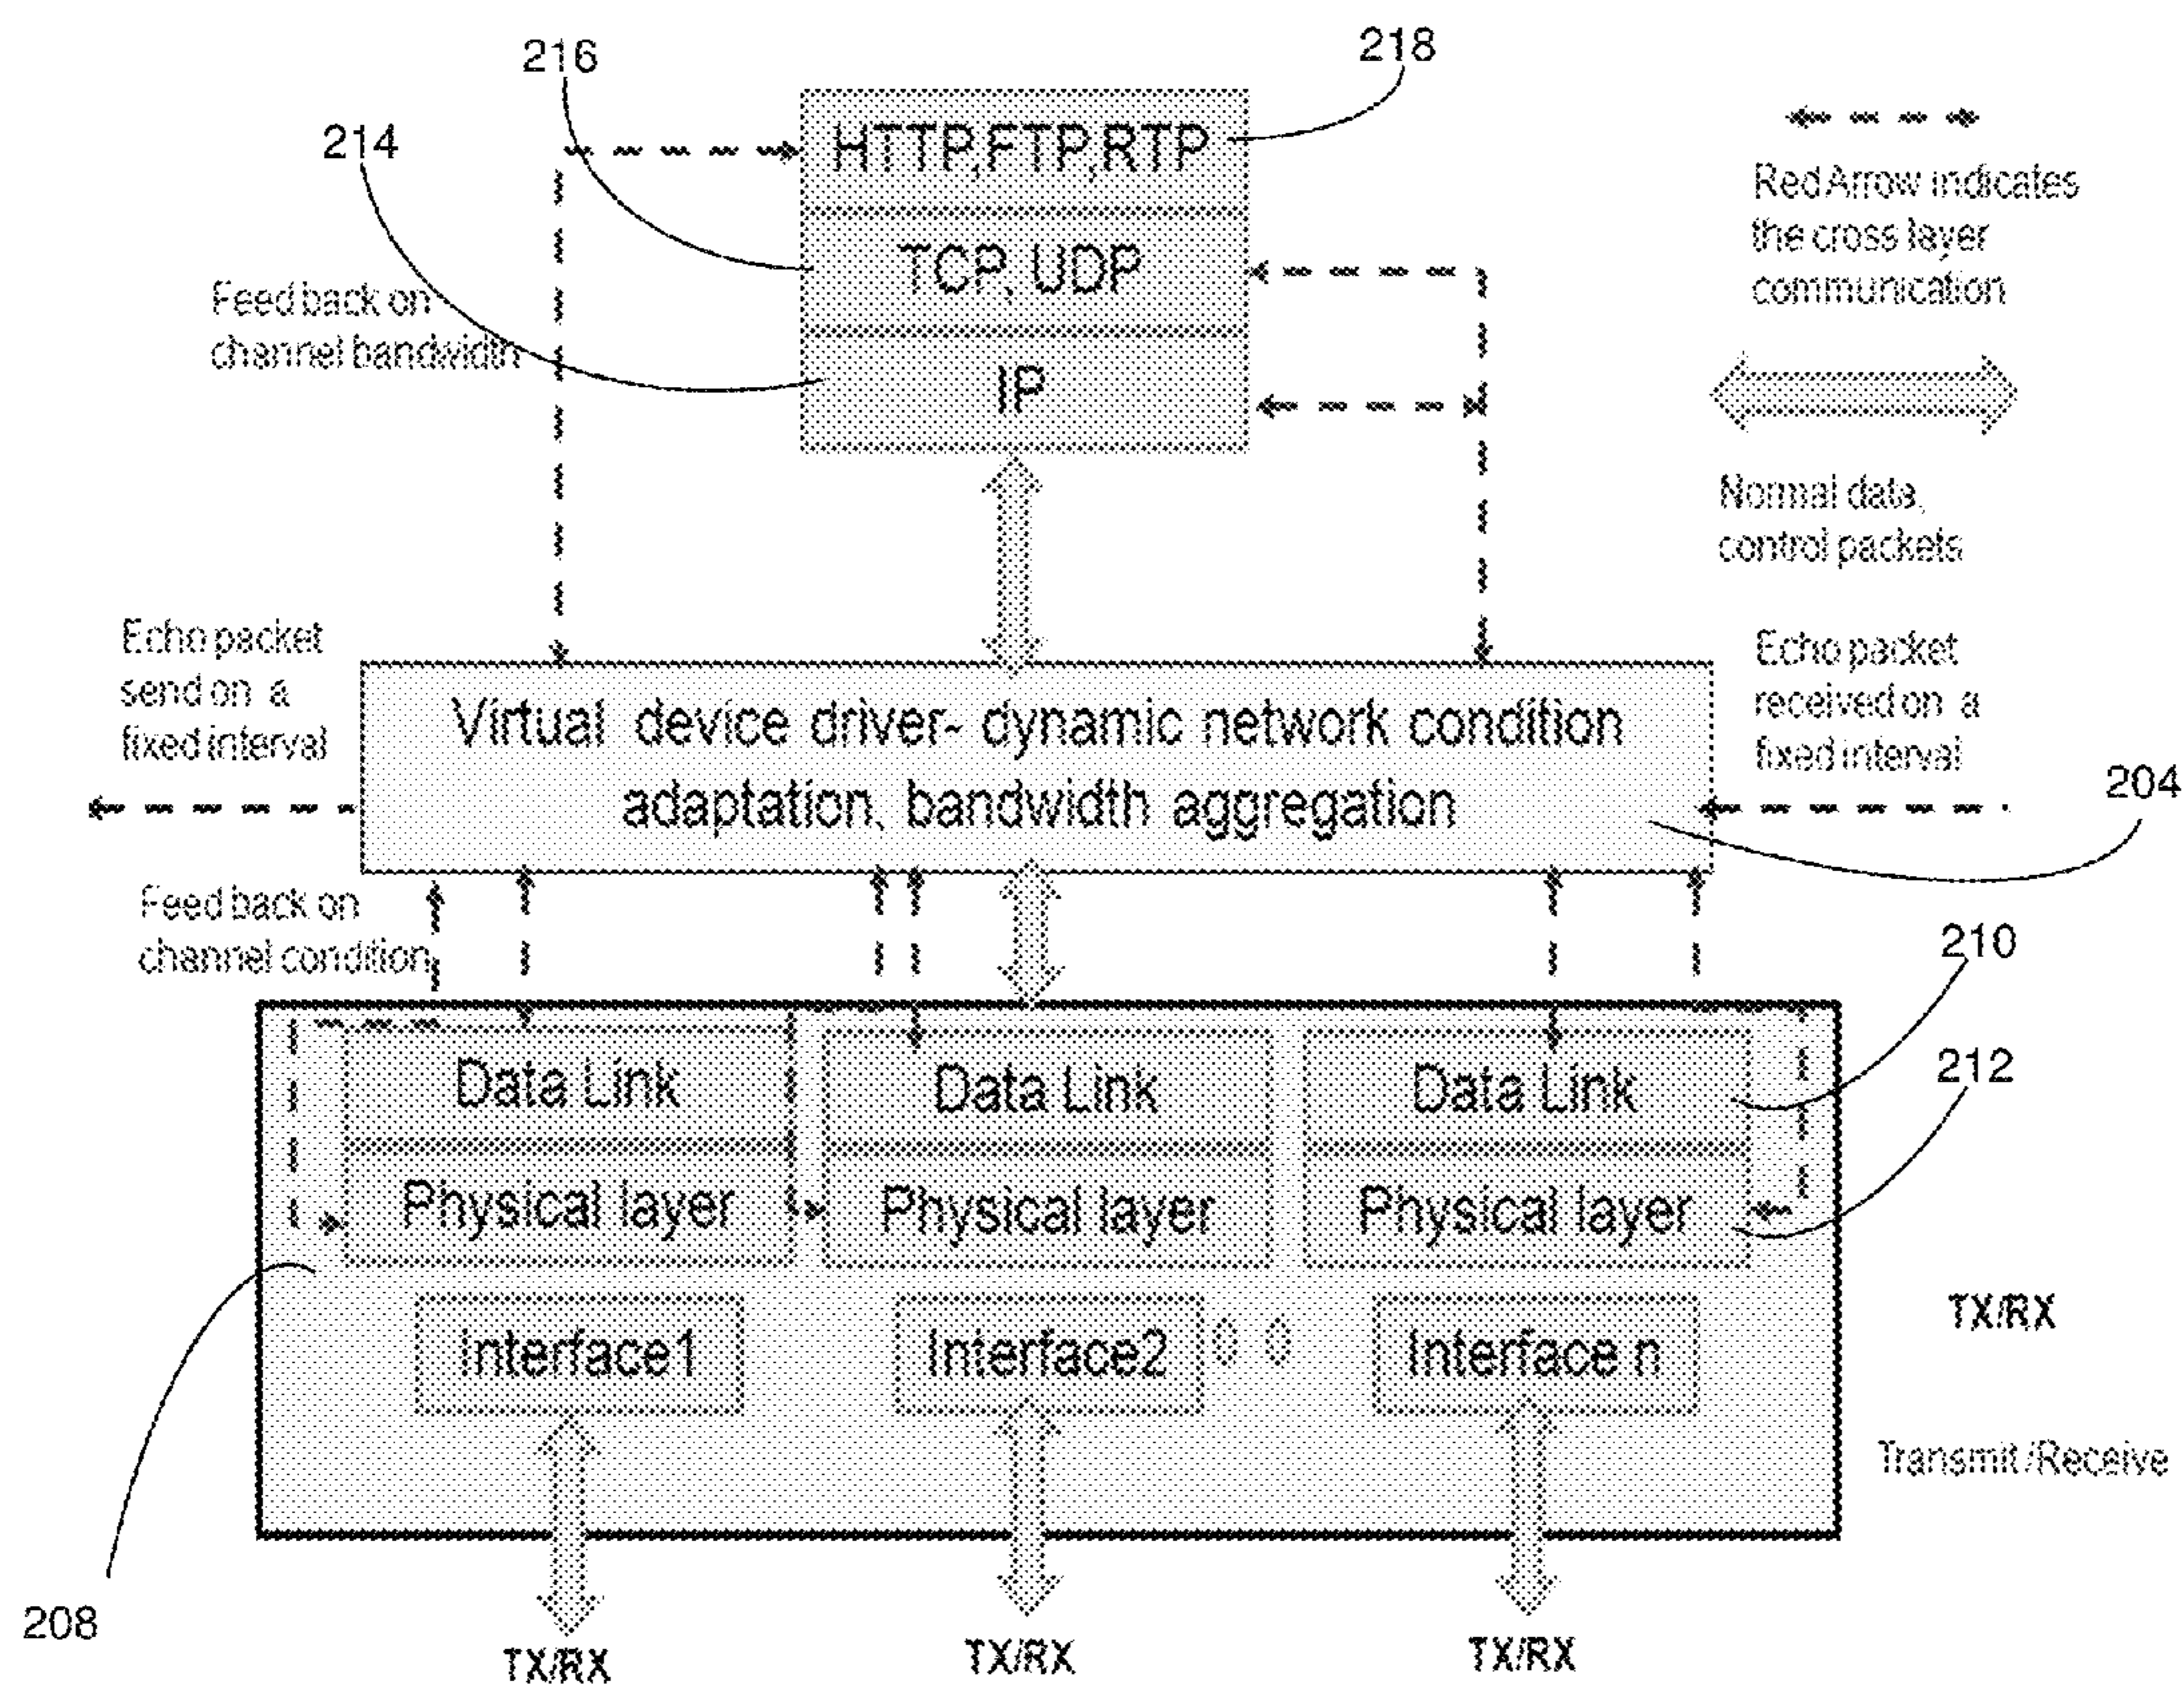 216
218
214
HTTP,FTP,RTP
Red Arrow indicates
the cross layer
communication
TCP, UDP
Feed back on
channel bandwidth
IP
Normal data,
control packets
Echo packet
send on a
fixed interval
Echo packet
received on a
fixed interval
Virtual device driver- dynamic network condition
adaptation, bandwidth aggregation
204
Feed back on
channel condition
210
212
Data Link
Data Link
Data Link
Physical layer
Physical layer
Physical layer
Interface1
Interface2
0 0
Interface n
TX/RX
Transmit /Receive
208
TX/RX
TX/RX
TX/RX